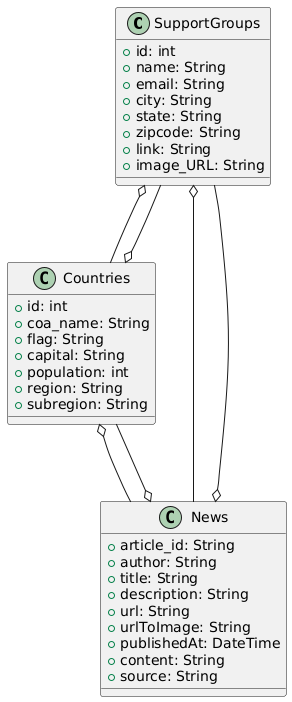 C SupportGroups
id: int
name: String
email: String
city: String
state: String
zipcode: String
link: String
image_URL: String
C Countries
id: int
coa_name: String
flag: String
capital: String
population: int
region: String
subregion: String
C News
article_id: String
author: String
title: String
description: String
url: String
urlToImage: String
publishedAt: DateTime
content: String
source: String